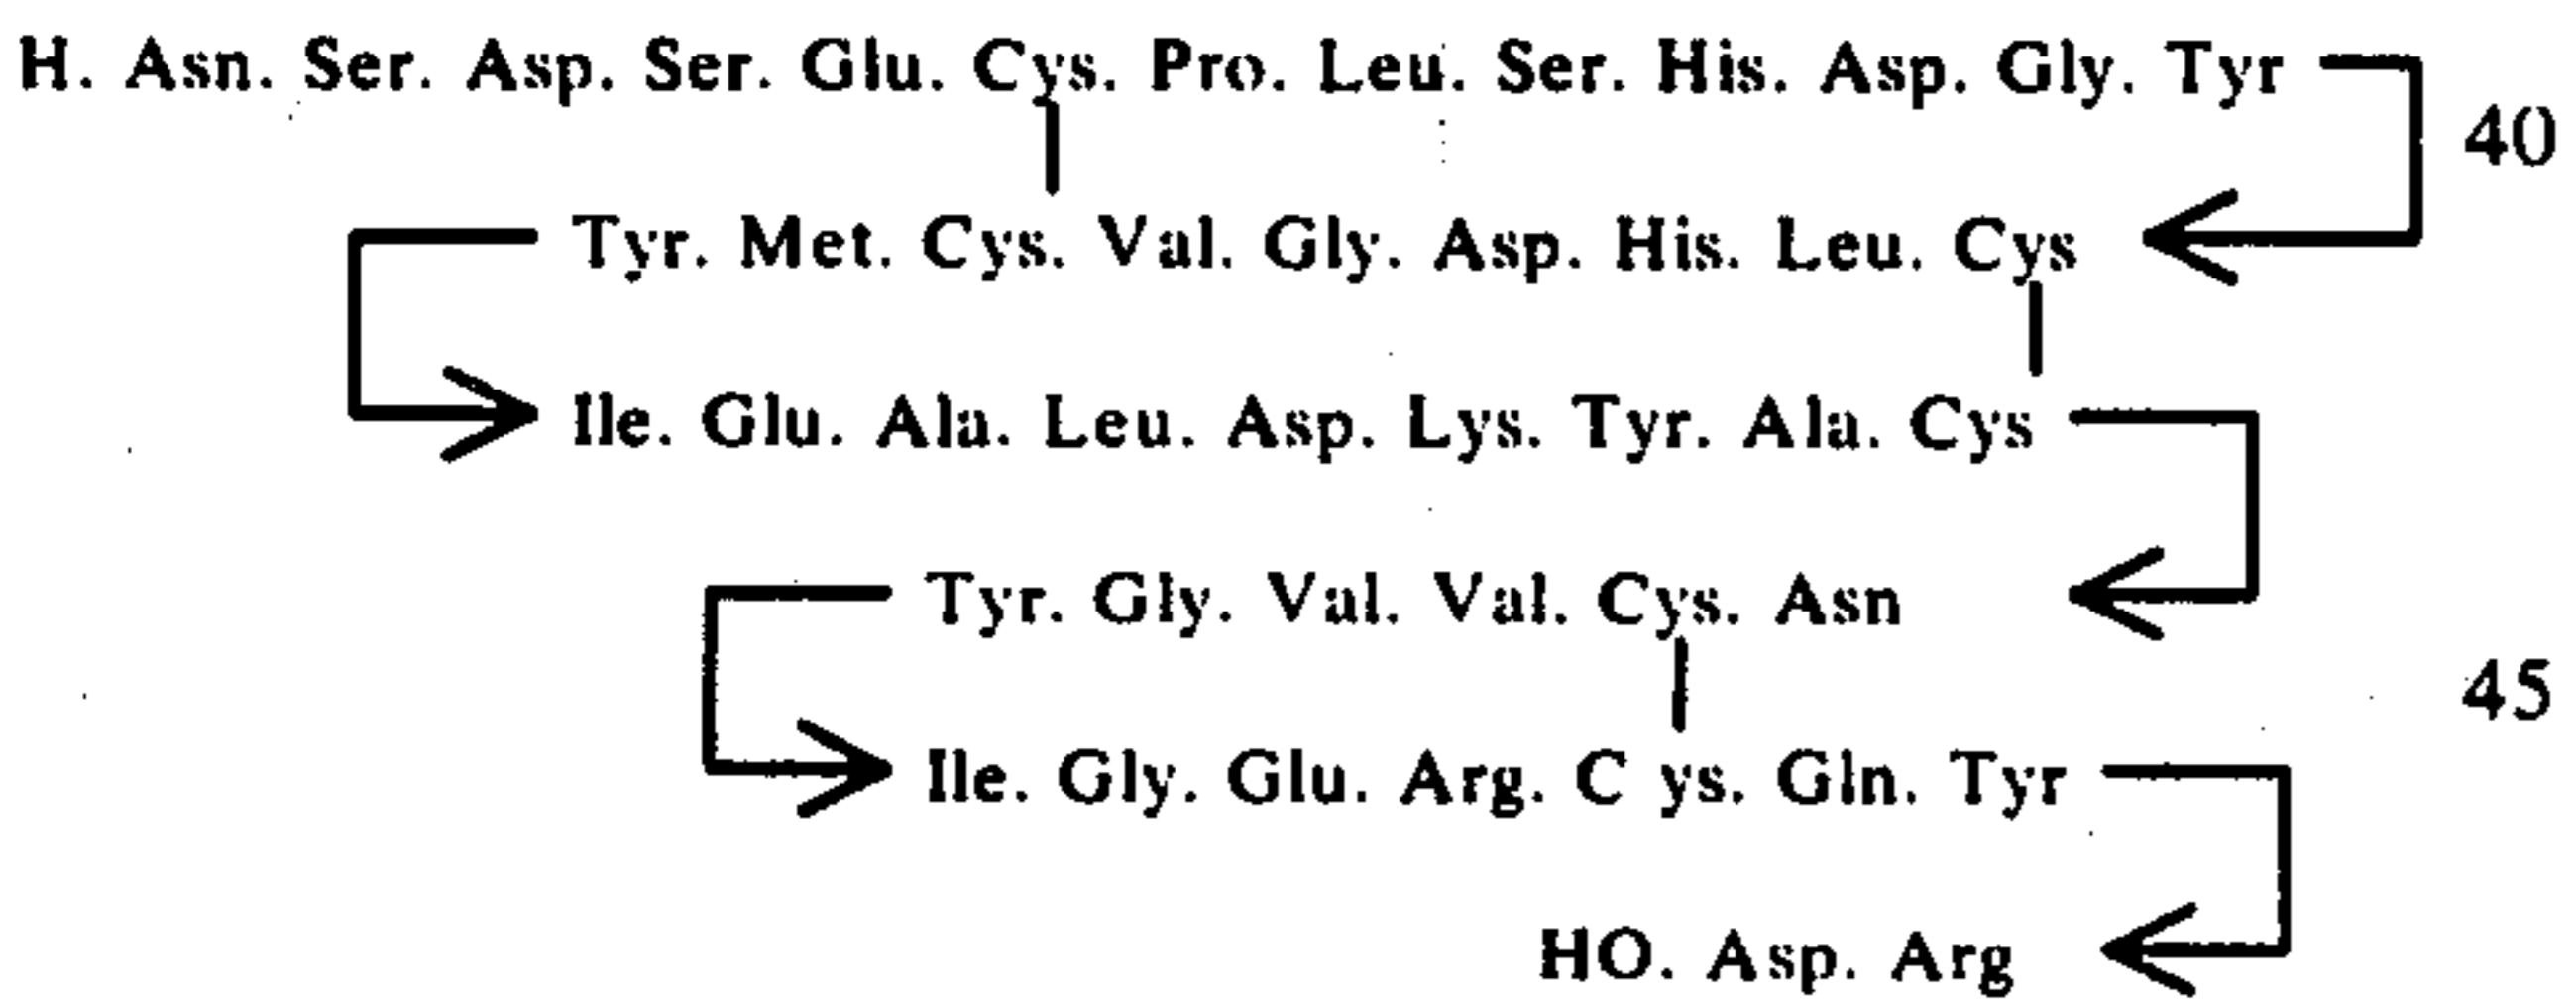 H. Asn. Ser. Asp. Ser. Glu. Cys. Pro. Leu. Ser. His. Asp. Gly. Tyr
40
Tyr. Met. Cys. Val. Gly. Asp. His. Leu. Cys
Ile. Glu. Ala. Leu. Asp. Lys. Tyr. Ala. Cys
Tyr. Gly. Val. Val. Cys. Asn
45
Ile. Gly. Glu. Arg. C ys. Gln. Tyr
HO. Asp. Arg